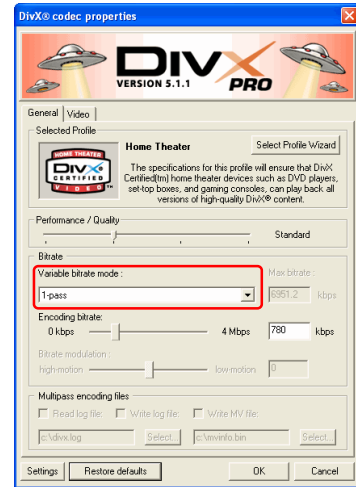 DivX® codec properties
DIVX
VERSION 5.1.1 PRO
General Video
Selected Profile
HOME THEATER
DIVX
CERTIFIED
VIDEO
Home Theater
Select Profile Wizard
The specifications for this profile will ensure that DivX
Certified(tm) home theater devices such as DVD players,
set-top boxes, and gaming consoles, can play back all
versions of high-quality DivX® content.
Performance / Quality
Standard
Bitrate
Variable bitrate mode :
Max bitrate :
1-pass
6951.2 kbps
Encoding bitrate:
0 kbps 4 Mbps 780 kbps
Bitrate modulation :
high-motion low-motion 0
Multipass encoding files
Read log file: Write log file: Write MV file:
c:\divx.log Select... c:\mvinfo.bin Select...
Settings Restore defaults OK Cancel